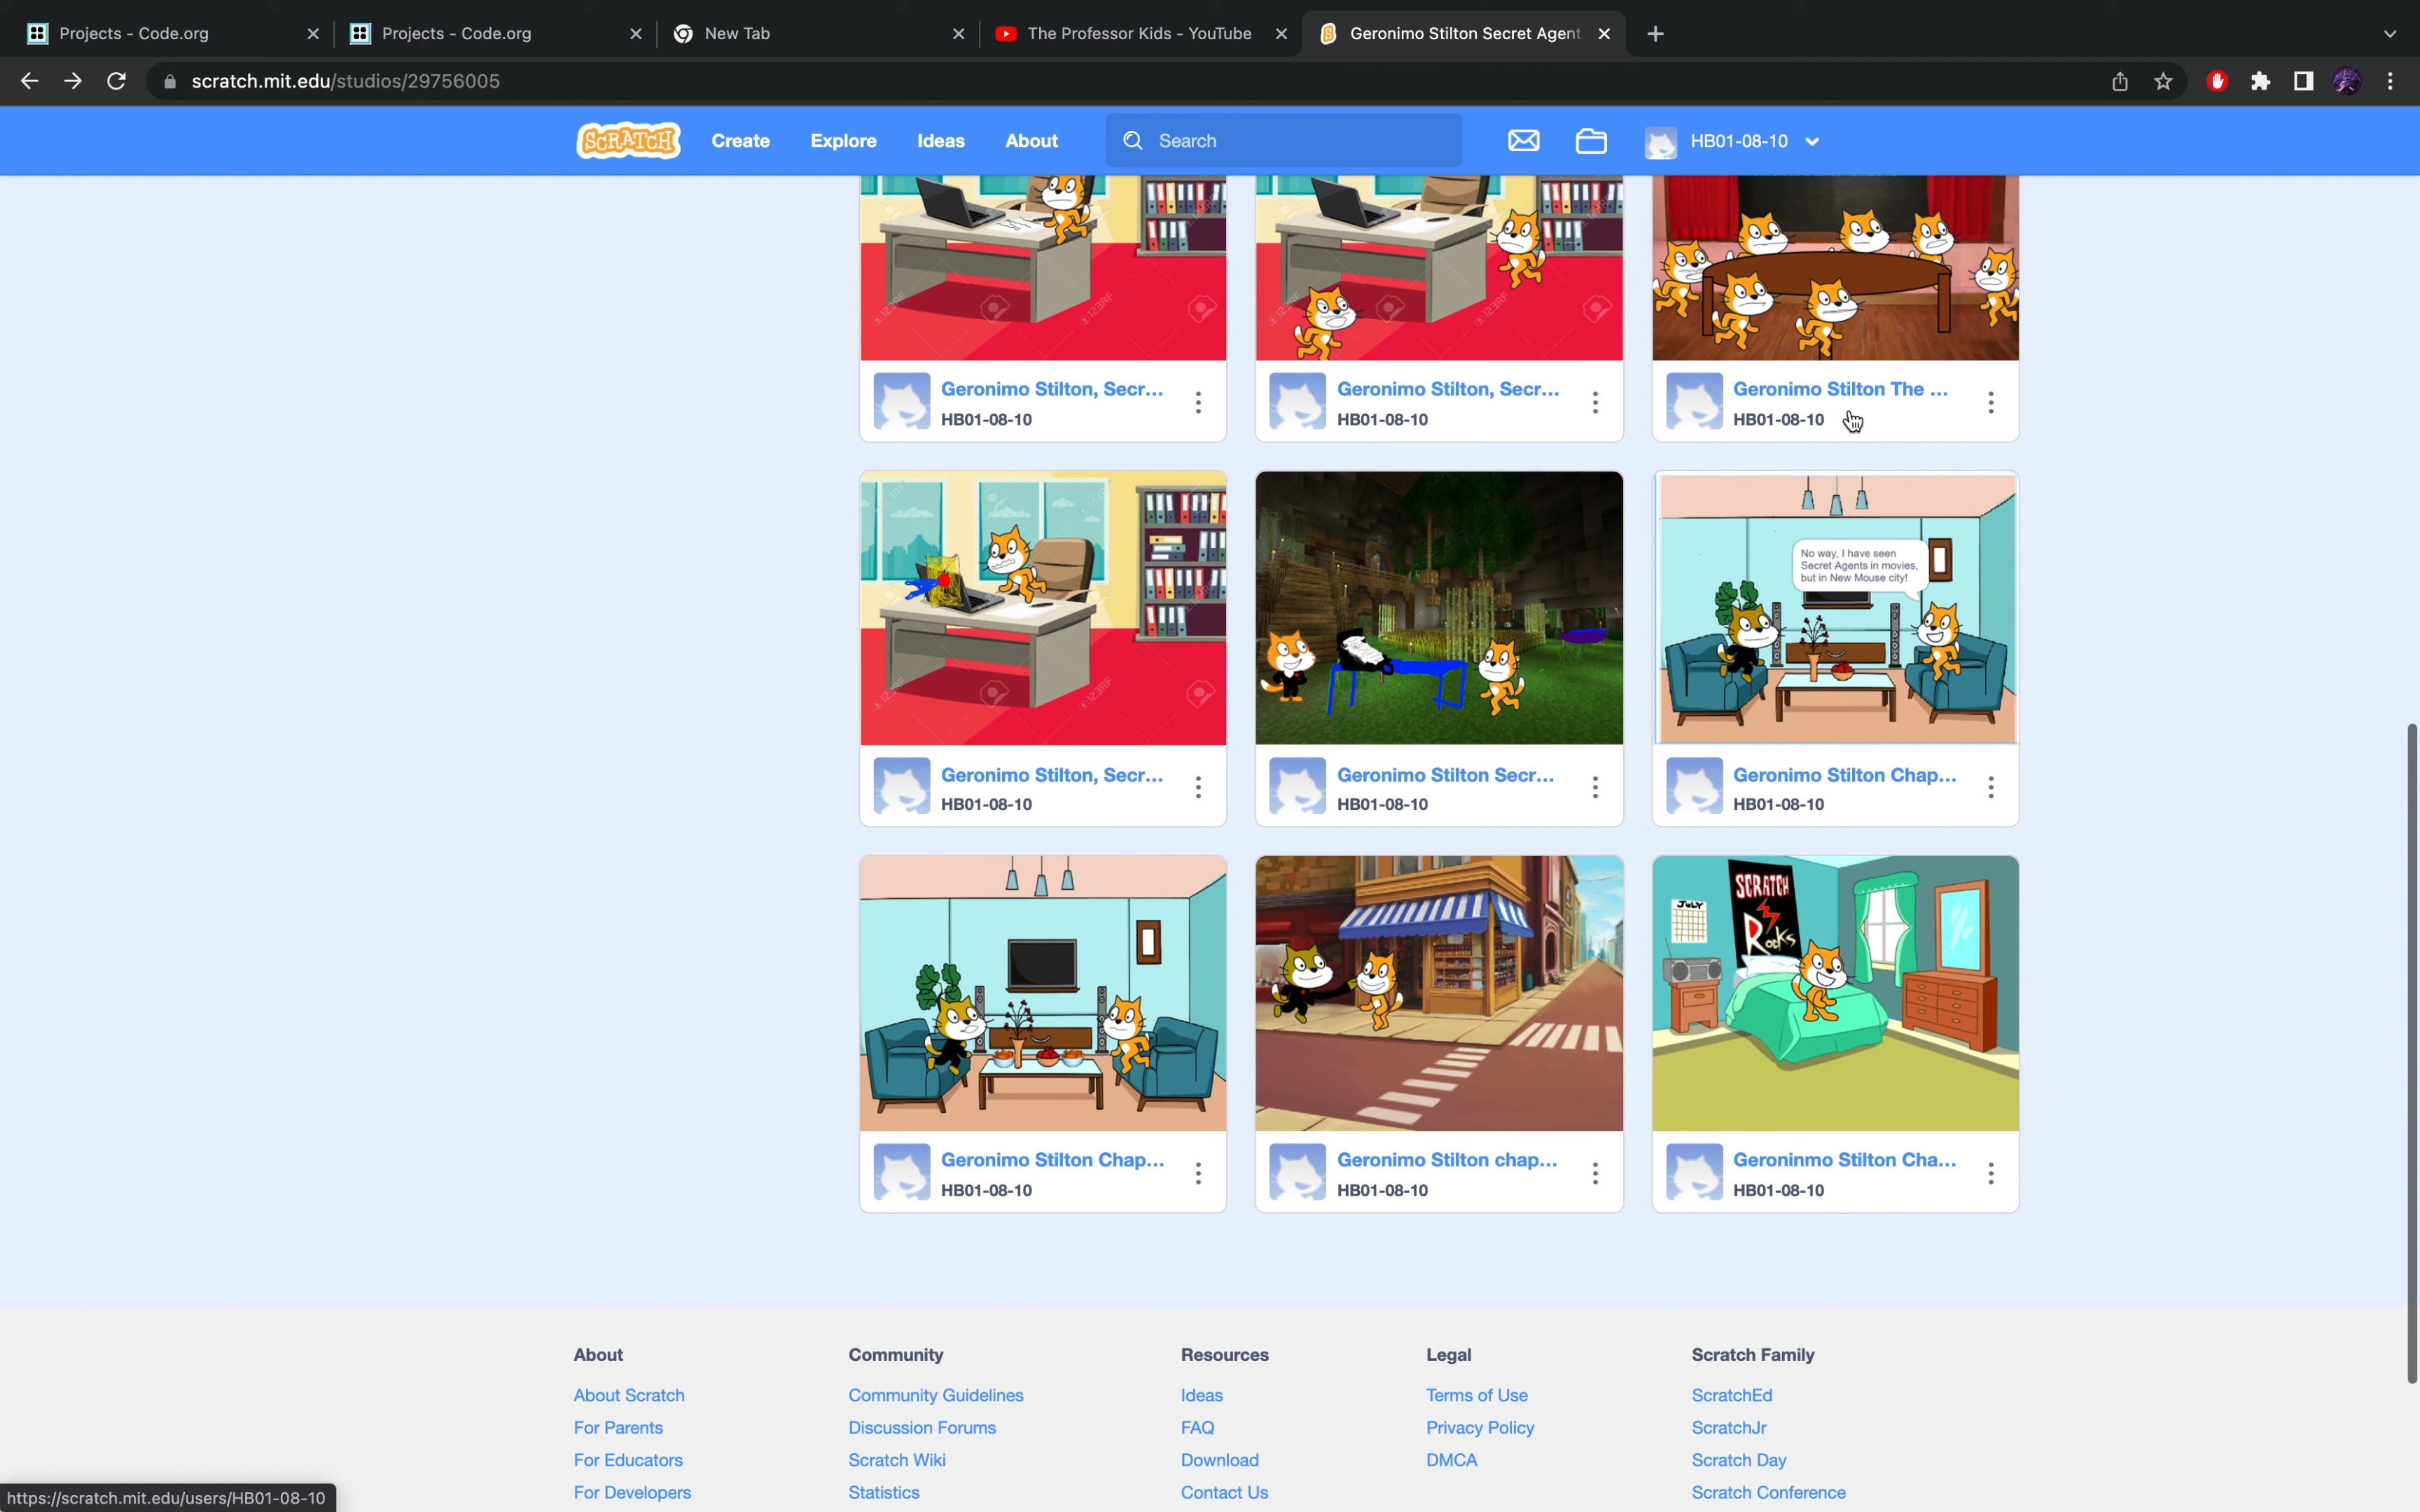 Projects - Code.org
Projects - Code.org
New Tab
The Professor Kids - YouTube
Geronimo Stilton Secret Agent
scratch.mit.edu/studios/29756005
SCRATCH
Create
Explore
Ideas
About
Search
HB01-08-10
123RF
123RF
123RF
123RF
Geronimo Stilton, Secr...
HB01-08-10
Geronimo Stilton, Secr...
HB01-08-10
Geronimo Stilton The ...
HB01-08-10
No way, I have seen
Secret Agents in movies,
but in New Mouse city!
Geronimo Stilton, Secr...
HB01-08-10
Geronimo Stilton Secr...
HB01-08-10
Geronimo Stilton Chap...
HB01-08-10
JULY
SCRATCH
Rocks
Geronimo Stilton Chap...
HB01-08-10
Geronimo Stilton chap...
HB01-08-10
Geroninmo Stilton Cha...
HB01-08-10
About
Community
Resources
Legal
Scratch Family
About Scratch
Community Guidelines
Ideas
Terms of Use
ScratchEd
For Parents
Discussion Forums
FAQ
Privacy Policy
ScratchJr
For Educators
Scratch Wiki
Download
DMCA
Scratch Day
For Developers
Statistics
Contact Us
Scratch Conference
https://scratch.mit.edu/users/HB01-08-10